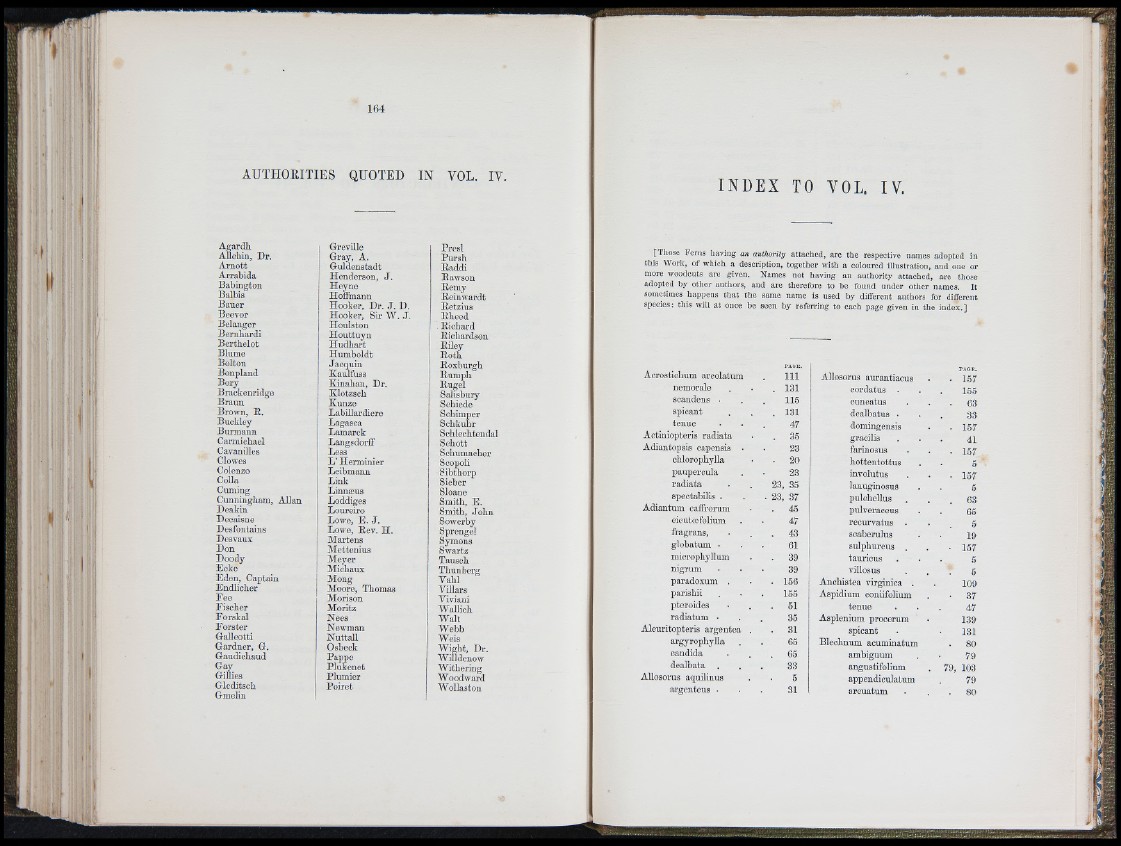 164
AUTHORITIES QUOTED IN VOL. IV.
Agardh
Allchin, Dr.
Arnott
Arrabida
Babington
Balbis
Bauer
Beevor
Belanger
Bernhardi
Berthelot
Blume
Bolton
Bonpland
Bory
Brackenridge
Braun
Brown, R.
Buckley
Burmann
Carmichael
Cavanilles
Clowes
Colenzo
Colla
Cuming
Cunningham, Allan
Deakin
Decaisne
Desfontains
Desvaux
Don
Doody
Ecke
Eden, Captain
Endlicher
Fee
Fischer
Forskal
Forster
Galleotti
Gardner, G.
Gaudichaud
Gay
Gillies
Gleditsch
Gmelin
Greville
Gray, A.
Guldenstadt
Henderson, J.
Heyne
Hoffmann
Hooker, Dr. J. D.
Hooker, Sir W. J.
Houlston
Houttuyn
Hudhart
Humboldt
Jacquin
Kaulfuss
Kinahan, Dr.
Klotzsch
Kunze
Labillardiere
Lagasca
Lamarck
Langsdorff
Lass
L'Herminier
Leibmann
Link
Linnæus
Loddiges
Loureiro
Lowe, E. J.
Lowe, Rev. H.
Martens
Mettenius
Meyer
Michaux
Mong
Moore, Thomas
Morison
Moritz
Nees
Newman
Nuttall
Osbeck
Pappe
Plukenet
Plumier
Poiret
Presl
Pursh
Raddi
Rawson
Remy
Reinwardt
Retzius
Rheed
Richard
Richardson
Riley
Roth
Roxburgh
Rumph
Rugel
Salisbury
Schiede
Schimper
Schkuhr
Schlechtendal
Schott
Schumacher
Scopoli
Sibthorp
Sieber
Sloane
Smith, E.
Smith, John
Sowerby
Sprengel
Symons
Swartz
Tausch
Thunberg
Vahl
Villars
Viviani
Wallich
Walt
Webb
Weis
Wight, Dr.
Willdenow
Withering
Woodward
Wollaston
INDEX TO VOL. IV.
[Those Ferns having an authority attached, are the respective names adopted in
this Work, of which a description, together with a coloured illustration, and one or
more woodcuts are given. Names not having an authority attached, are those
adopted by other authors, and are therefore to be found under other names. It
sometimes happens that the same name is used by different authors for different
species; this will at once be seen by referring to each page given in the index.]
PAGE.
Acrostichum areolatum . 111
nemorale . . . 131
scandens . . . 115
spicant . . . 131
tenue . . . 47
Actiniopteris radiata . . 35
Adiantopsis capensis . . 23
chlorophylla . . 20
paupercula . . 23
radiata . . 23, 35
spectabilis . . . 23, 37
Adiantum caffrorum . . 45
cicutæfolium . . 47
fragrans, . . . 43
globatum . . . 61
microphyllum . . 39
nigrum . . . 39
paradoxum . . . 156
parishii . . . 155
pteroides . . . 51
radiatum . . . 35
Aleuritopteris argentea . . 31
argyrophylla . . 65
candida . . . 65
dealbata . . . 33
Allosorus aquilinus . . 5
argenteus . . . 31
PAGE.
Allosorus aurantiacus . . 157
cordatus . . . 155
cuneatus . . . 63
dealbatus . . . 33
domingensis . . 157
gracilis . . . 41
farinosus . . . 157
hottentottus . . 5
involutus . . . 157
lanuginosus . . 5
pulchellus . . . 63
pulveraceus . . 65
recurvatus . . . 5
scaberulus . . 19
sulphureus . . . 157
tauricus . . . 5
villosus . . . 5
Anchistea virginica . . 109
Aspidium coniifolium . . 37
tenue . . . 47
Asplenium procerum . 139
spicant . . 131
Blechnum acuminatum . 80
ambiguum . . 79
angustifolium . 79, 103
appendiculatum . 79
arcuatum . . . 80